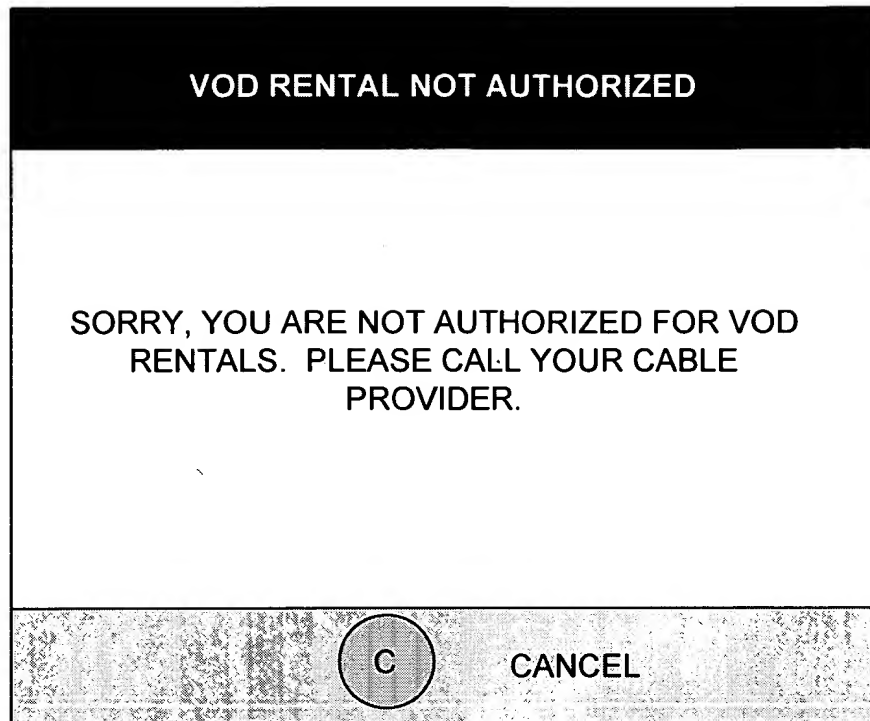 VOD RENTAL NOT AUTHORIZED
SORRY, YOU ARE NOT AUTHORIZED FOR VOD
RENTALS.  PLEASE CALL YOUR CABLE
PROVIDER.
C CANCEL